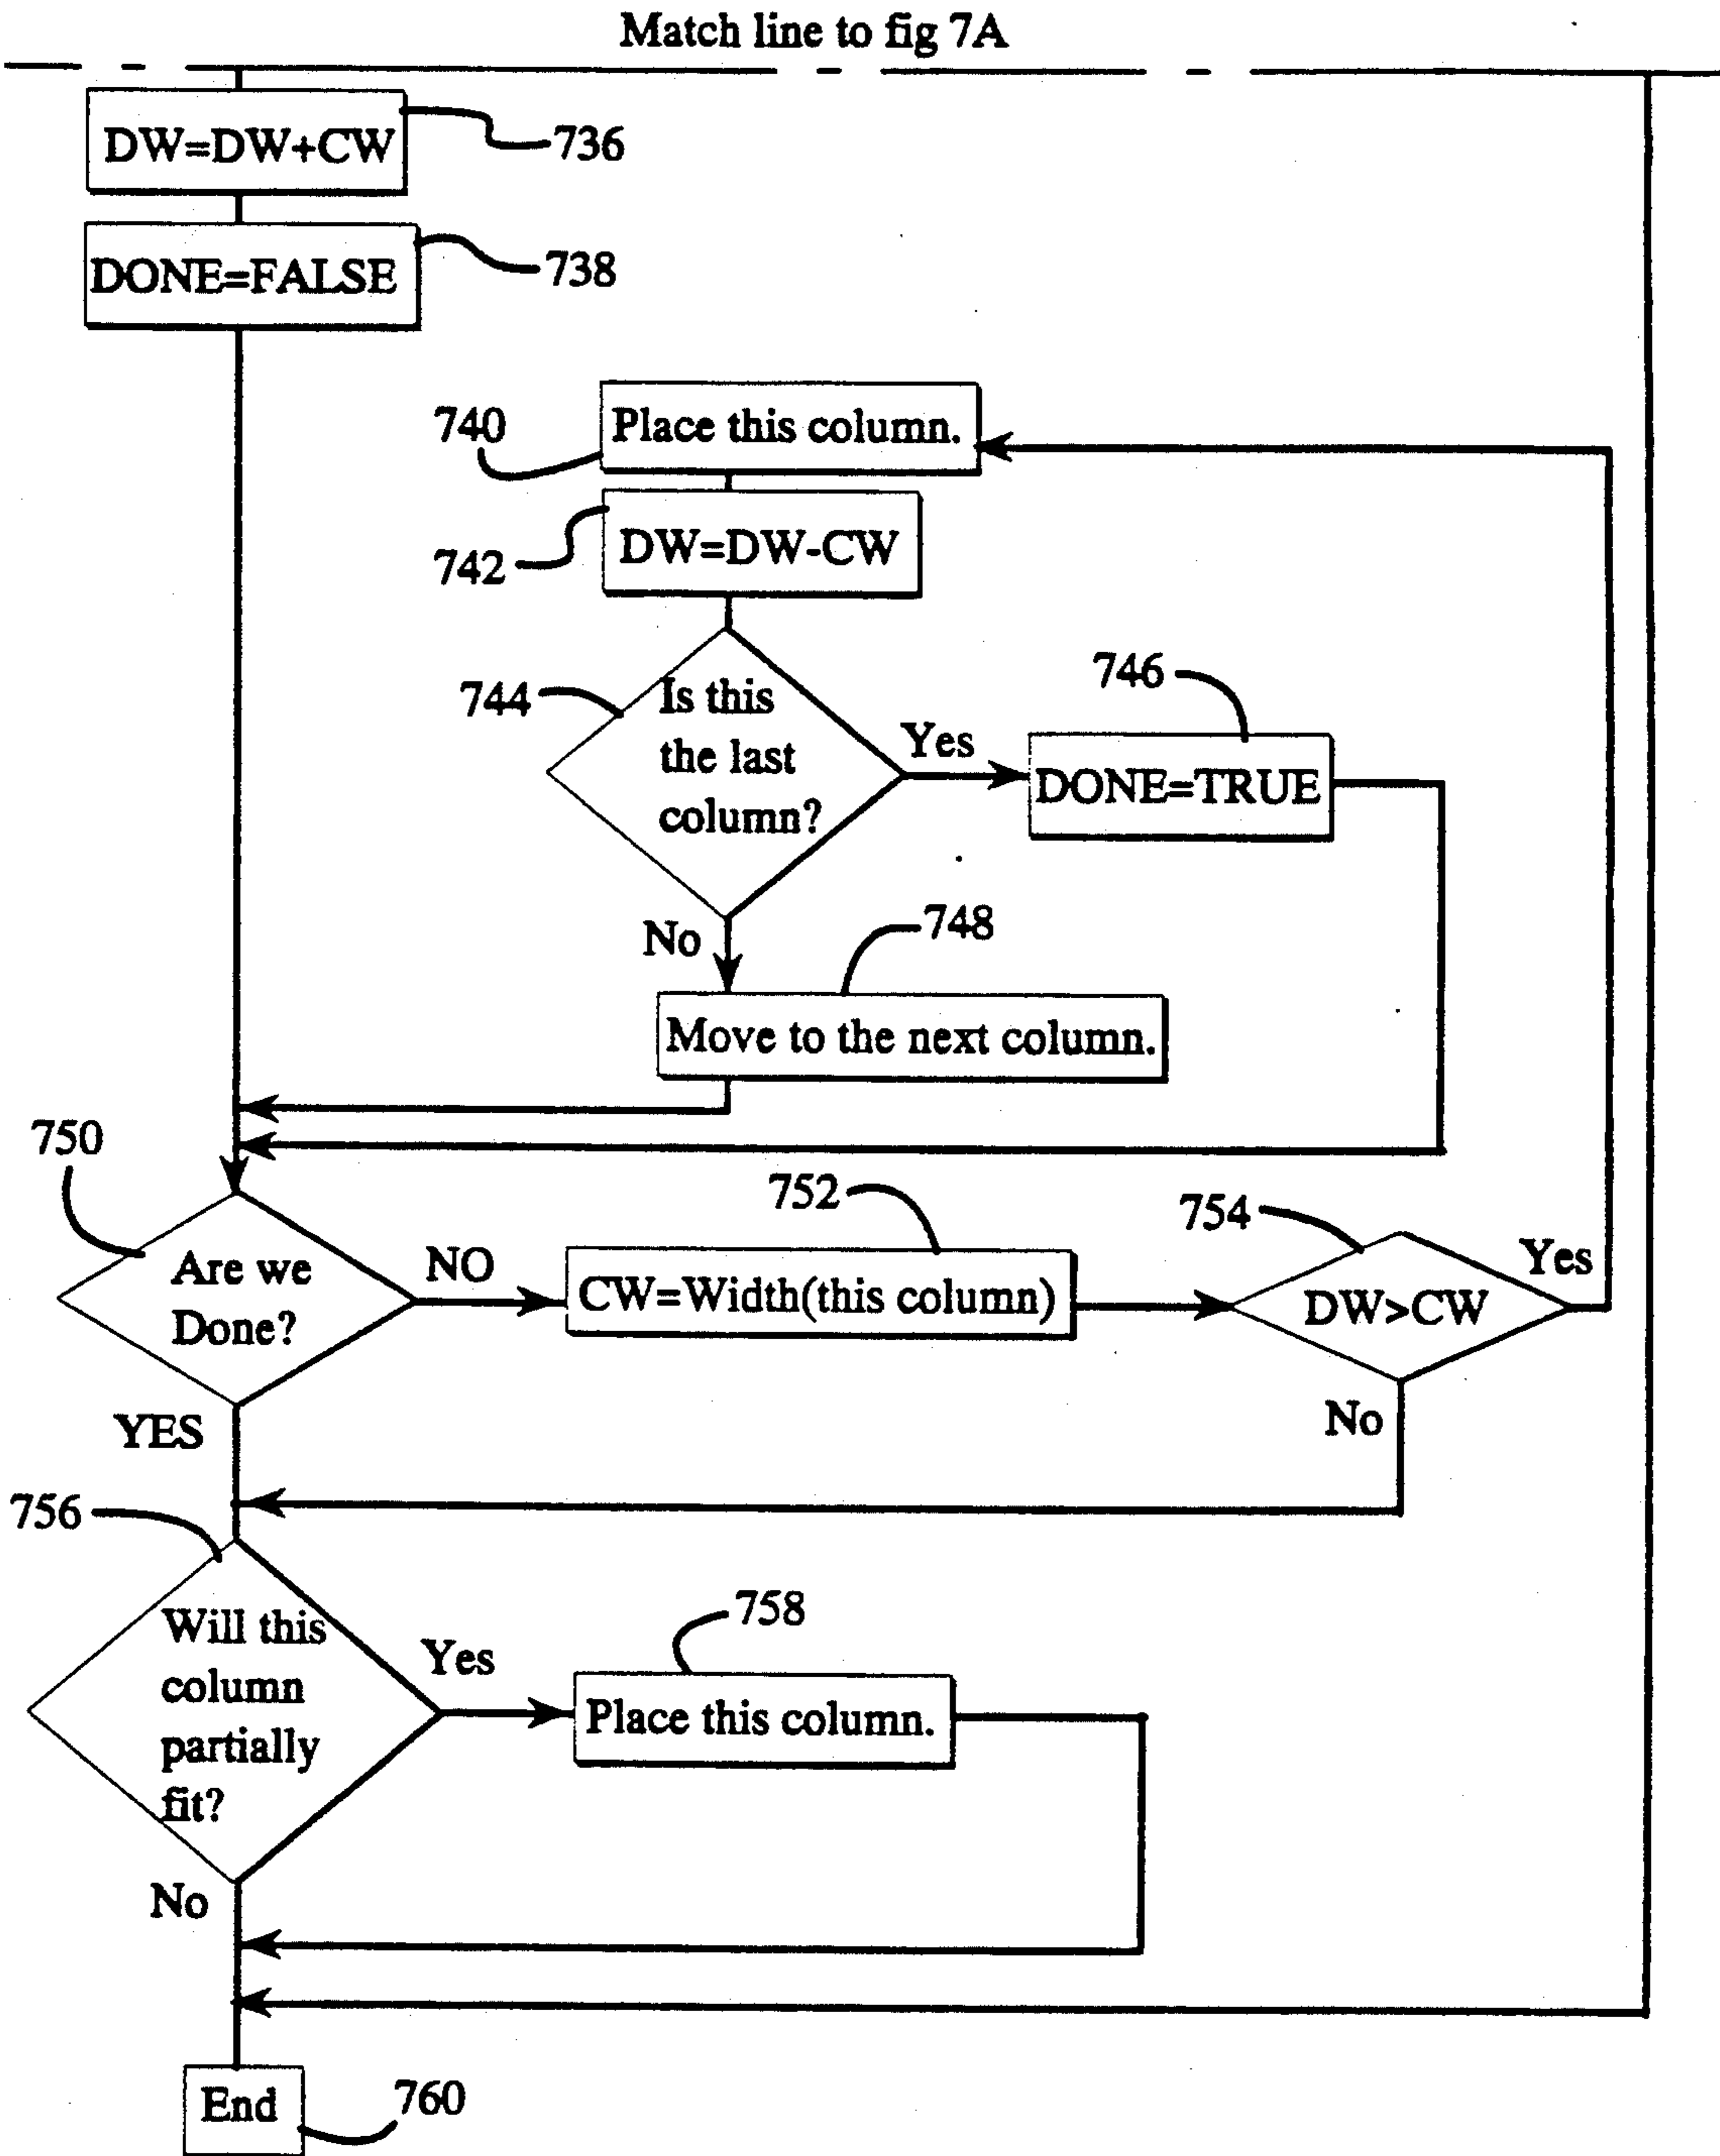 Match line to fig 7A
DW=DW+CW
736
DONE=FALSE
738
740
Place this column.
742
DW=DW-CW
744
Is this
the last
column?
Yes
746
DONE=TRUE
No
748
Move to the next column.
750
Are we
Done?
NO
752
CW=Width(this column)
754
DW>CW
Yes
YES
No
756
Will this
column
partially
fit?
Yes
758
Place this column.
No
End
760